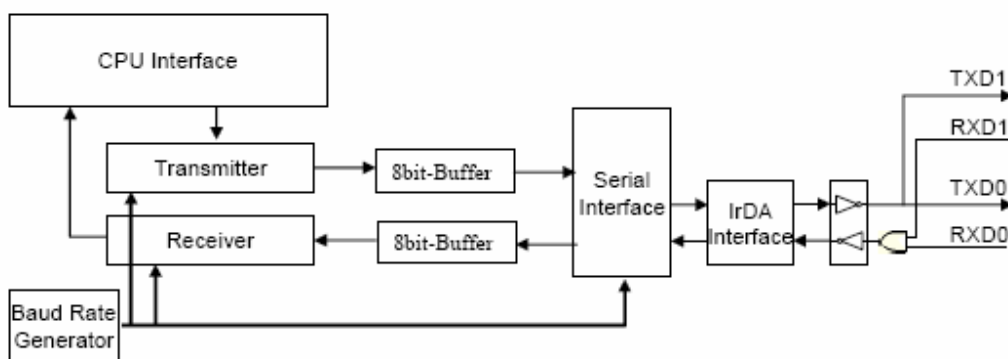 CPU Interface
TXD1
RXD1
Transmitter
8bit-Buffer
Serial
Interface
IrDA
Interface
TXD0
Receiver
8bit-Buffer
RXD0
Baud Rate
Generator